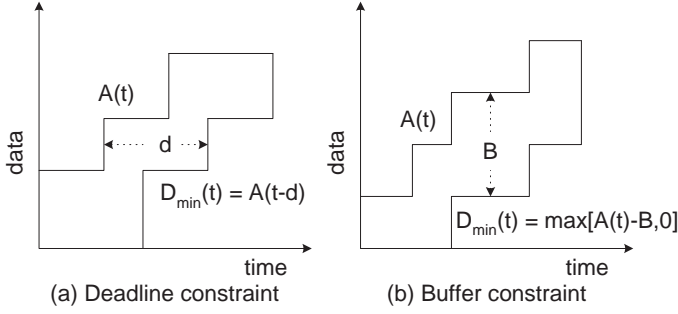 A(t)
d
data
D_min(t) = A(t-d)
time
(a) Deadline constraint
A(t)
B
data
D_min(t) = max[A(t)-B,0]
time
(b) Buffer constraint